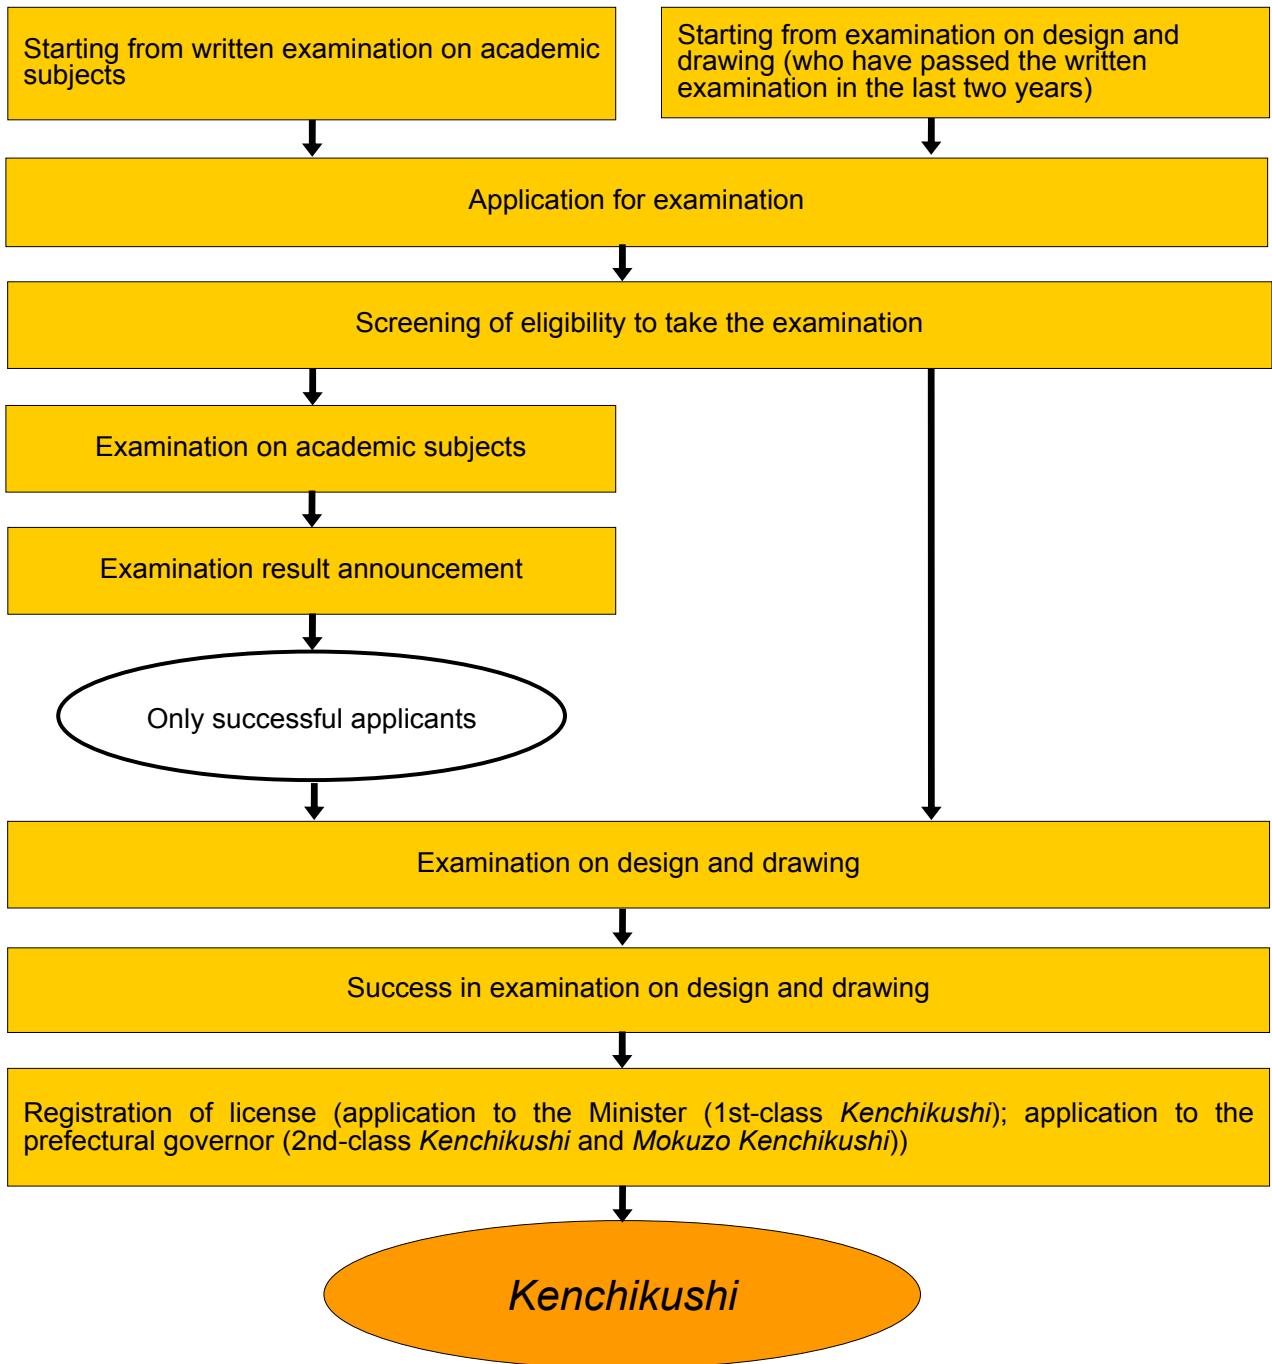 Starting from written examination on academic
subjects
Starting from examination on design and
drawing (who have passed the written
examination in the last two years)
Application for examination
Screening of eligibility to take the examination
Examination on academic subjects
Examination result announcement
Only successful applicants
Examination on design and drawing
Success in examination on design and drawing
Registration of license (application to the Minister (1st-class Kenchikushi); application to the
prefectural governor (2nd-class Kenchikushi and Mokuzo Kenchikushi))
Kenchikushi